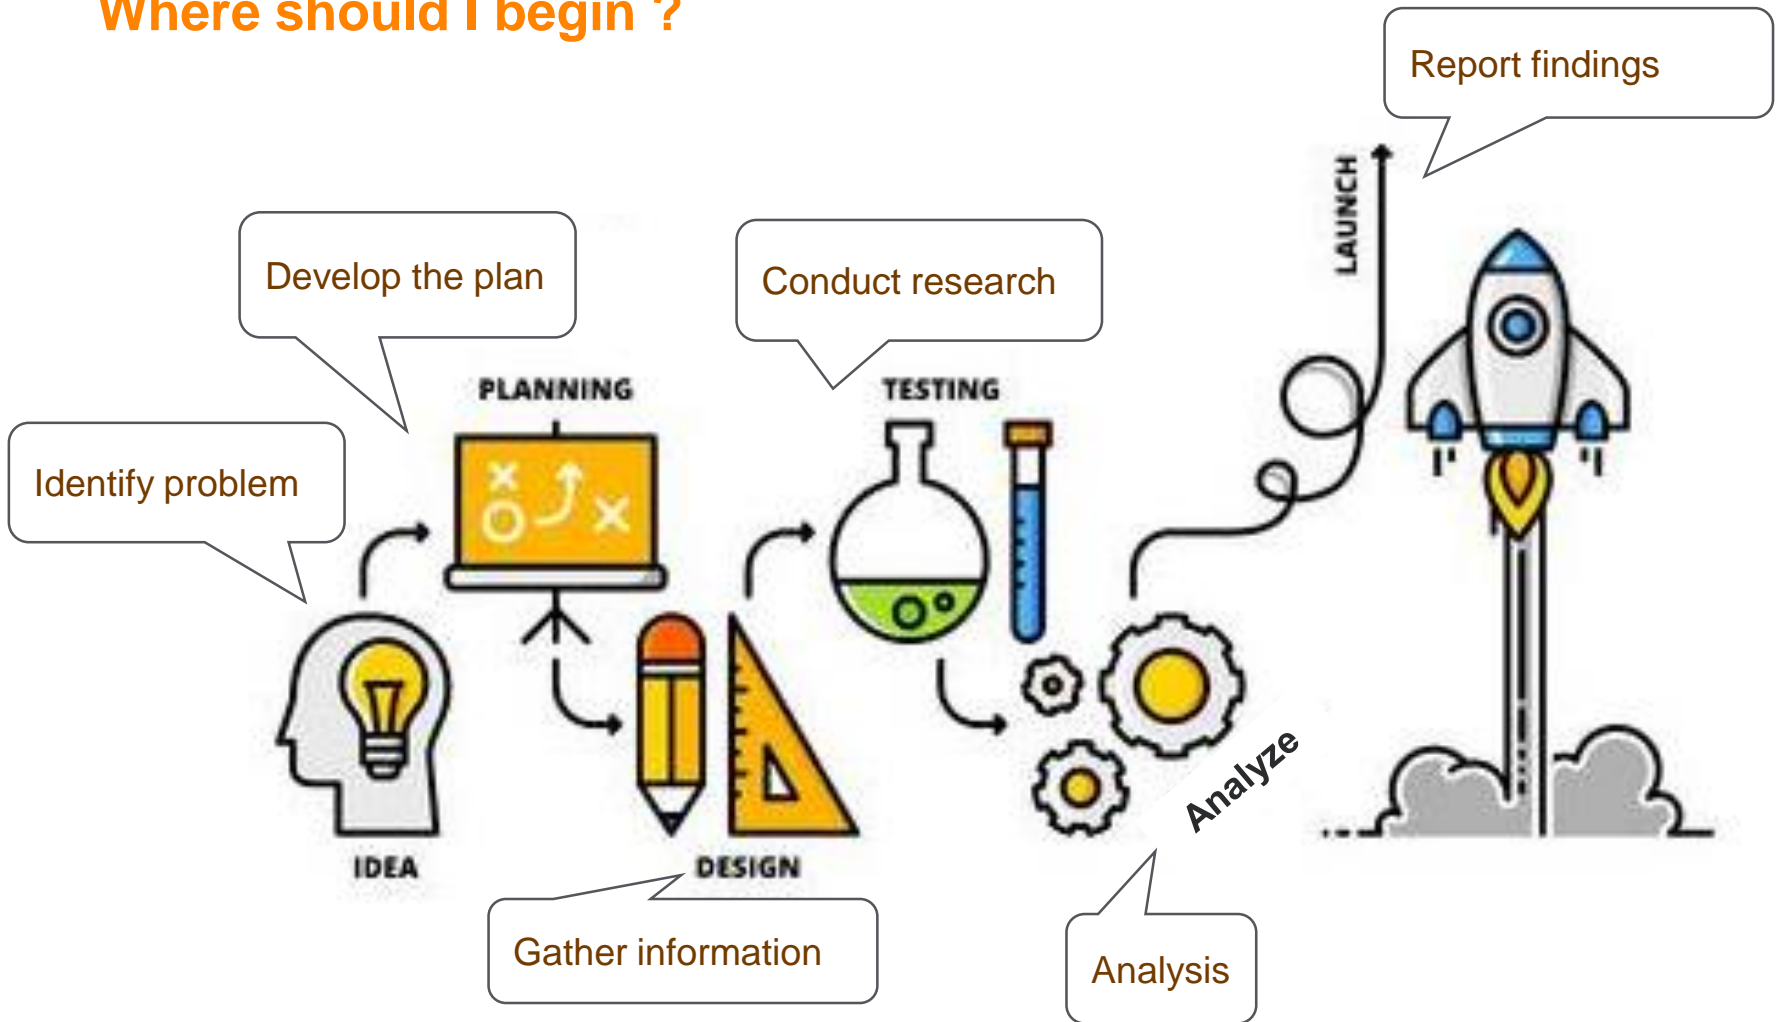 Where should I begin ?
Report findings
LAUNCH
Develop the plan
Conduct research
PLANNING
TESTING
Identify problem
Analyze
IDEA
DESIGN
Gather information
Analysis